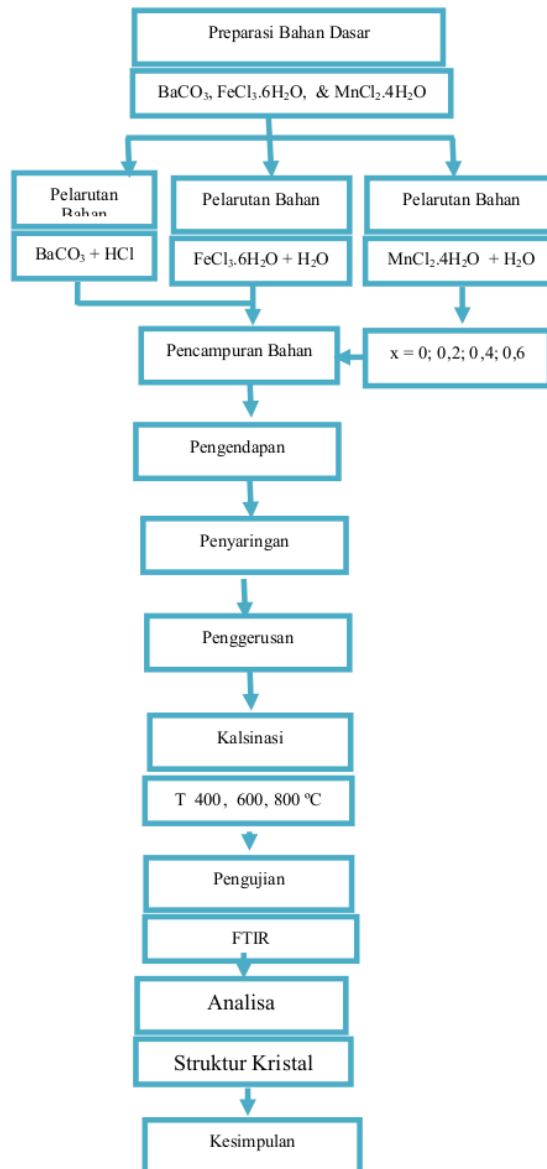 Preparasi Bahan Dasar
BaCO₃, FeCl₃.6H₂O, & MnCl₂.4H₂O
Pelarutan
Bahan
BaCO₃ + HCl
Pelarutan Bahan
FeCl₃.6H₂O + H₂O
Pelarutan Bahan
MnCl₂.4H₂O + H₂O
x = 0; 0,2; 0,4; 0,6
Pencampuran Bahan
Pengendapan
Penyaringan
Penggerusan
Kalsinasi
T 400, 600, 800 ºC
Pengujian
FTIR
Analisa
Struktur Kristal
Kesimpulan